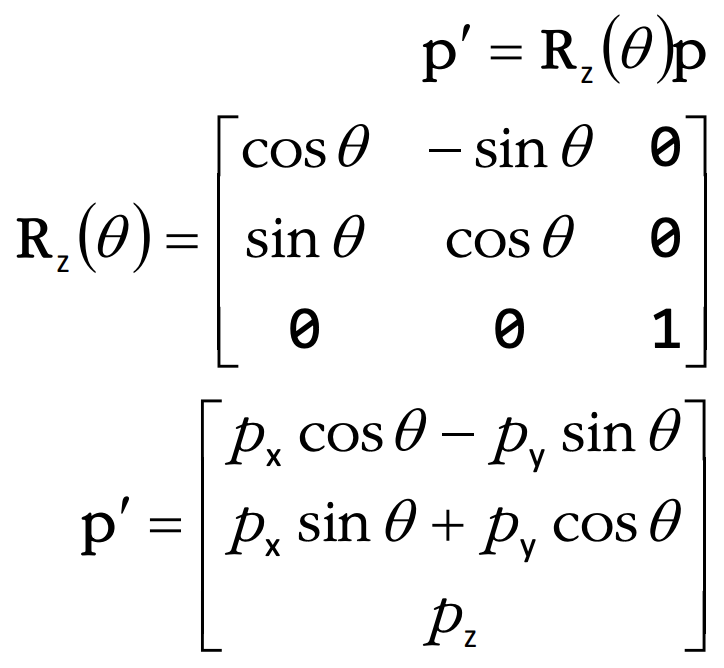 p′ = R_z(θ)p
cos θ − sin θ 0
R_z(θ) = sin θ cos θ 0
0 0 1
p_x cos θ − p_y sin θ
p′ = p_x sin θ + p_y cos θ
p_z